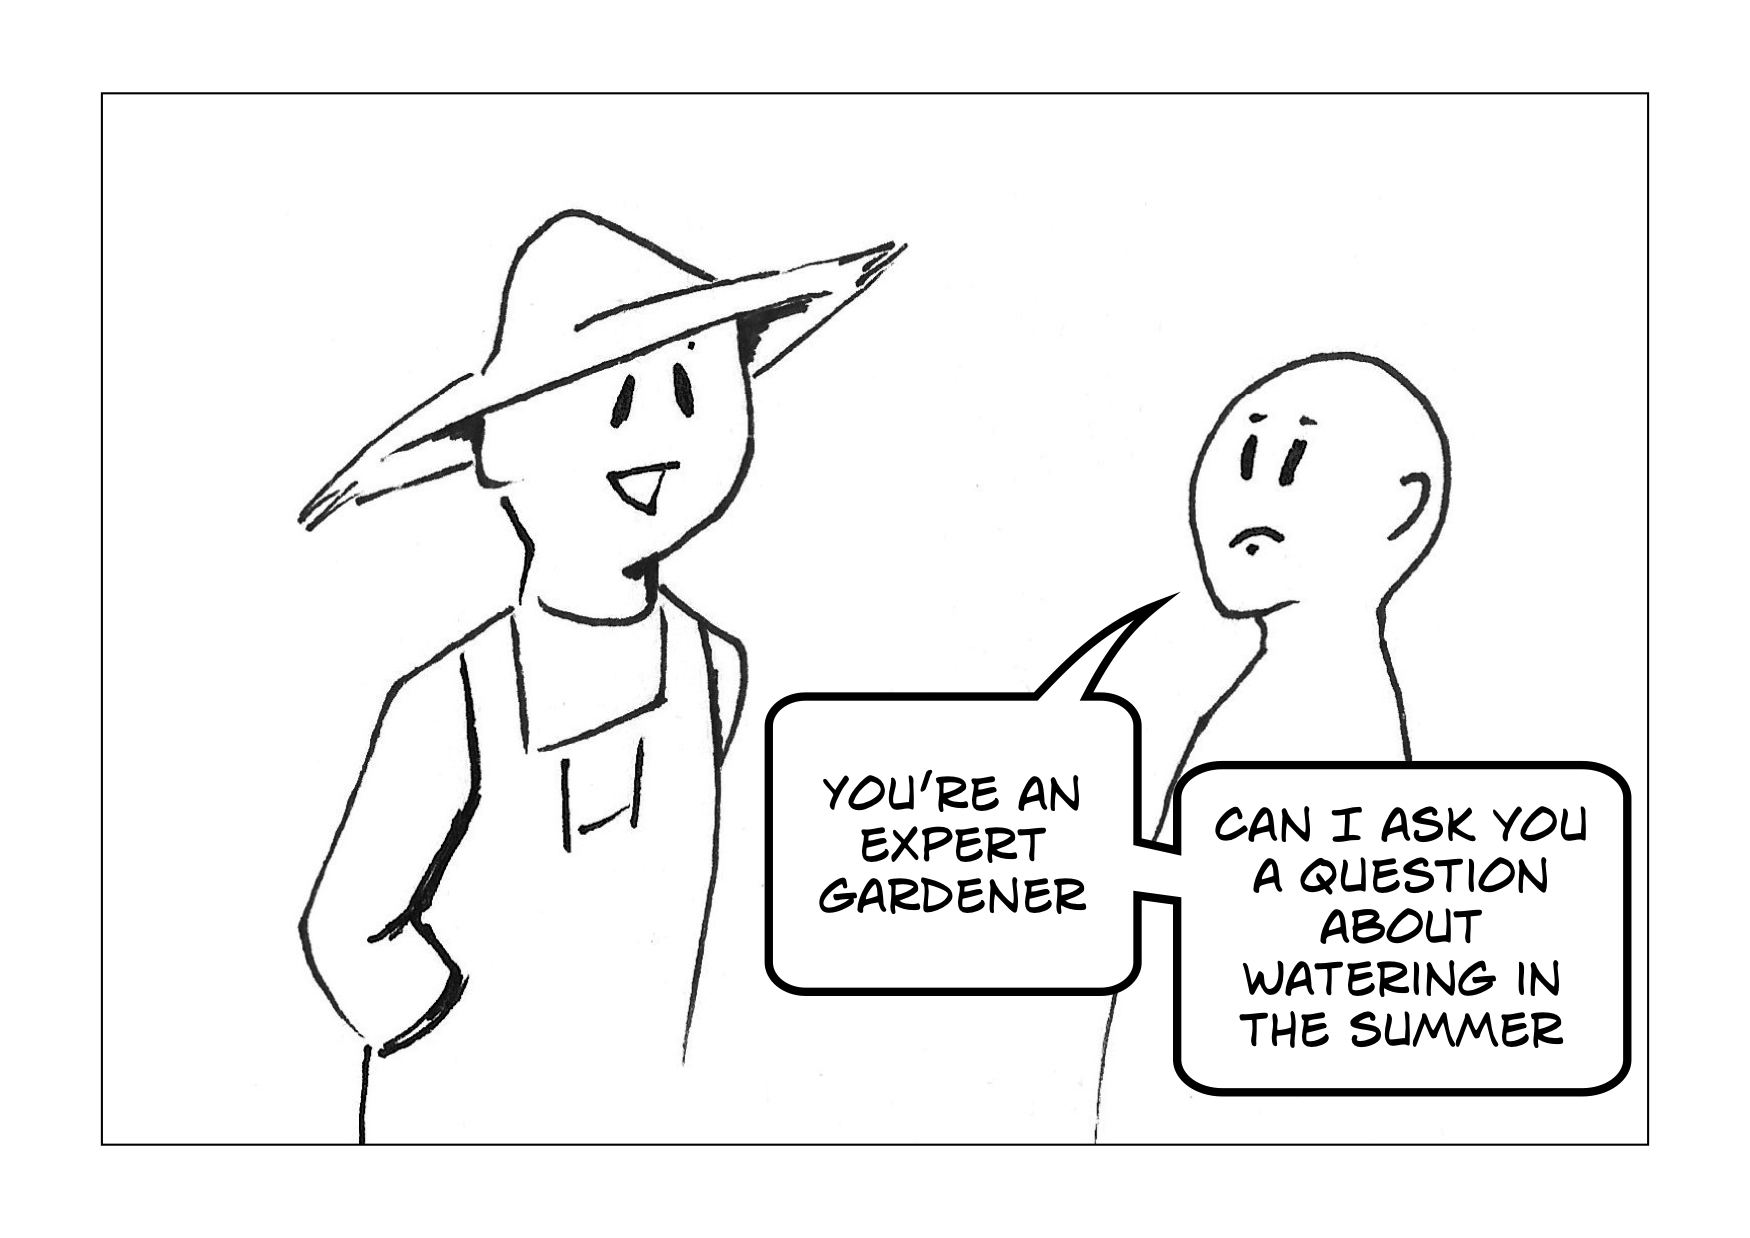 YOU'RE AN
EXPERT
GARDENER
CAN I ASK YOU
A QUESTION
ABOUT
WATERING IN
THE SUMMER